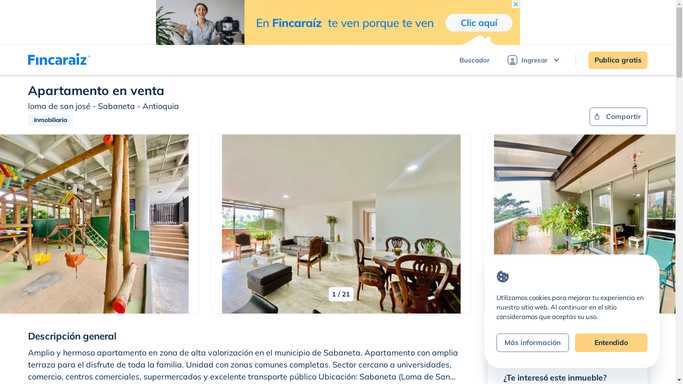 En Fincaraíz te ven porque te ven
Clic aquí
Fincaraíz
Buscador
Ingresar
Publica gratis
Apartamento en venta
loma de san josé - Sabaneta - Antioquia
Inmobiliaria
Compartir
1 / 21
Utilizamos cookies para mejorar tu experiencia en
nuestro sitio web. Al continuar en el sitio
consideramos que aceptas su uso.
Más información
Entendido
Descripción general
Amplio y hermoso apartamento en zona de alta valorización en el municipio de Sabaneta. Apartamento con amplia
terraza para el disfrute de toda la familia. Unidad con zonas comunes completas. Sector cercano a universidades,
comercio, centros comerciales, supermercados y excelente transporte público Ubicación: Sabaneta (Loma de San...
¿Te interesó este inmueble?